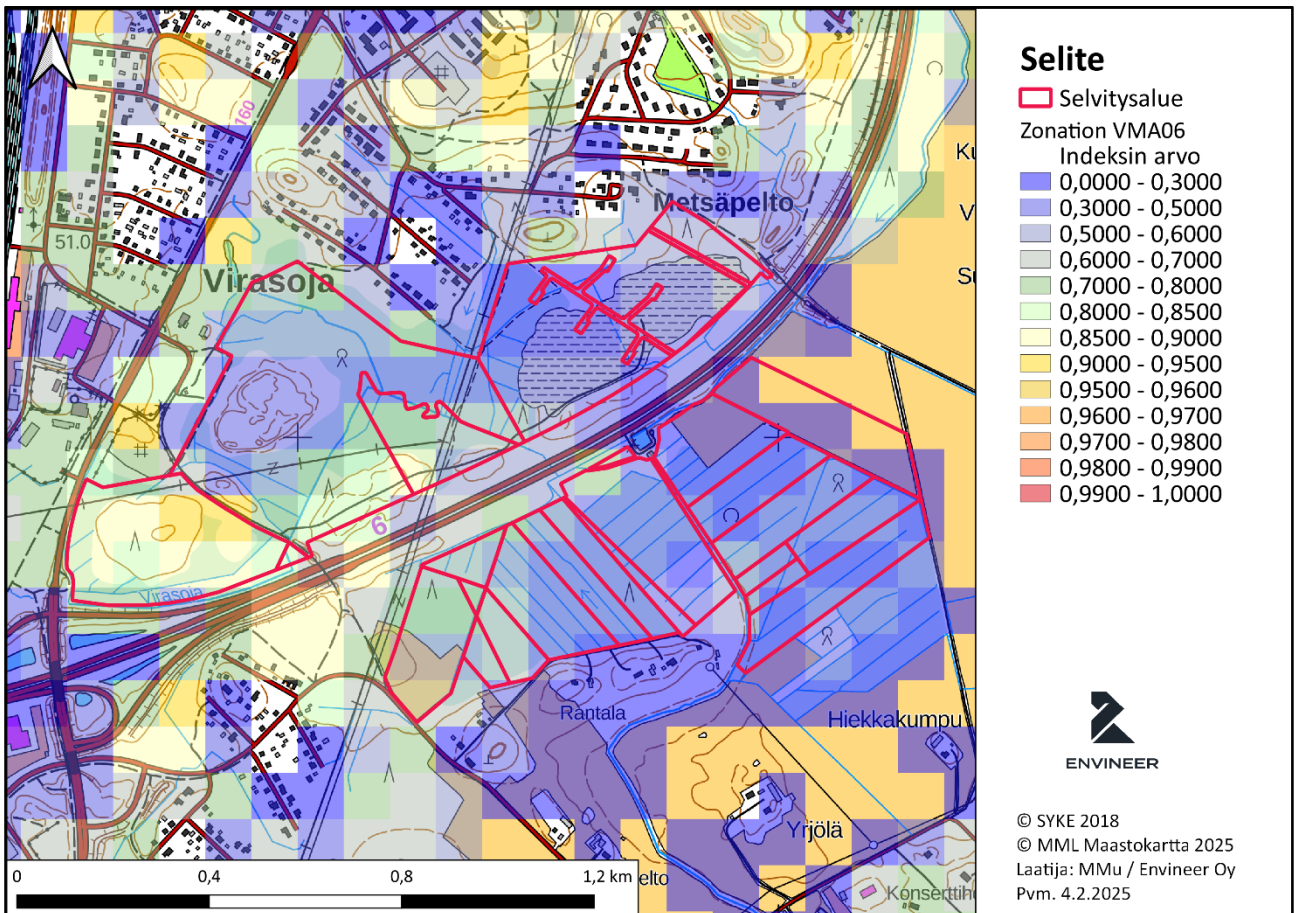 160
Ku
Metsäpelto
V
51.0
Virasoja
Su
6
Virasoja
Rantala
Hiekkakumpu
Yrjölä
elto
Konserttih
0 0,4 0,8 1,2 km
Selite
Selvitysalue
Zonation VMA06
Indeksin arvo
0,0000 - 0,3000
0,3000 - 0,5000
0,5000 - 0,6000
0,6000 - 0,7000
0,7000 - 0,8000
0,8000 - 0,8500
0,8500 - 0,9000
0,9000 - 0,9500
0,9500 - 0,9600
0,9600 - 0,9700
0,9700 - 0,9800
0,9800 - 0,9900
0,9900 - 1,0000
ENVINEER
© SYKE 2018
© MML Maastokartta 2025
Laatija: MMu / Envineer Oy
Pvm. 4.2.2025